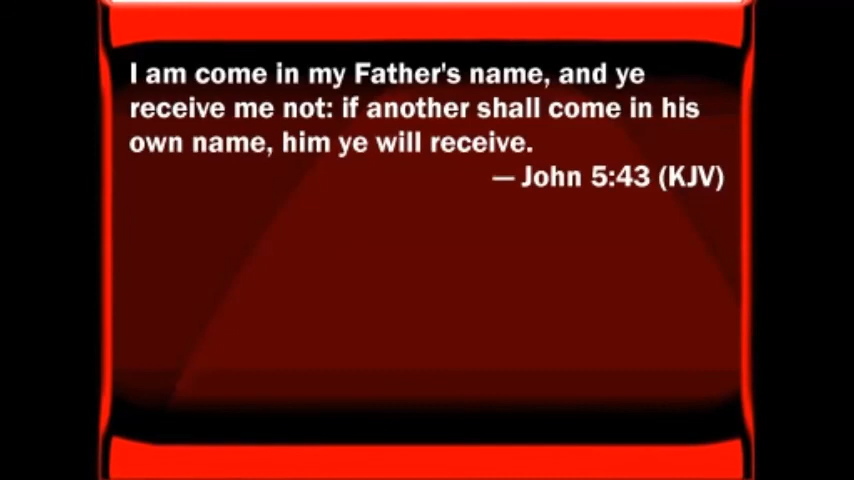 I am come in my Father's name, and ye
receive me not: if another shall come in his
own name, him ye will receive.
— John 5:43 (KJV)